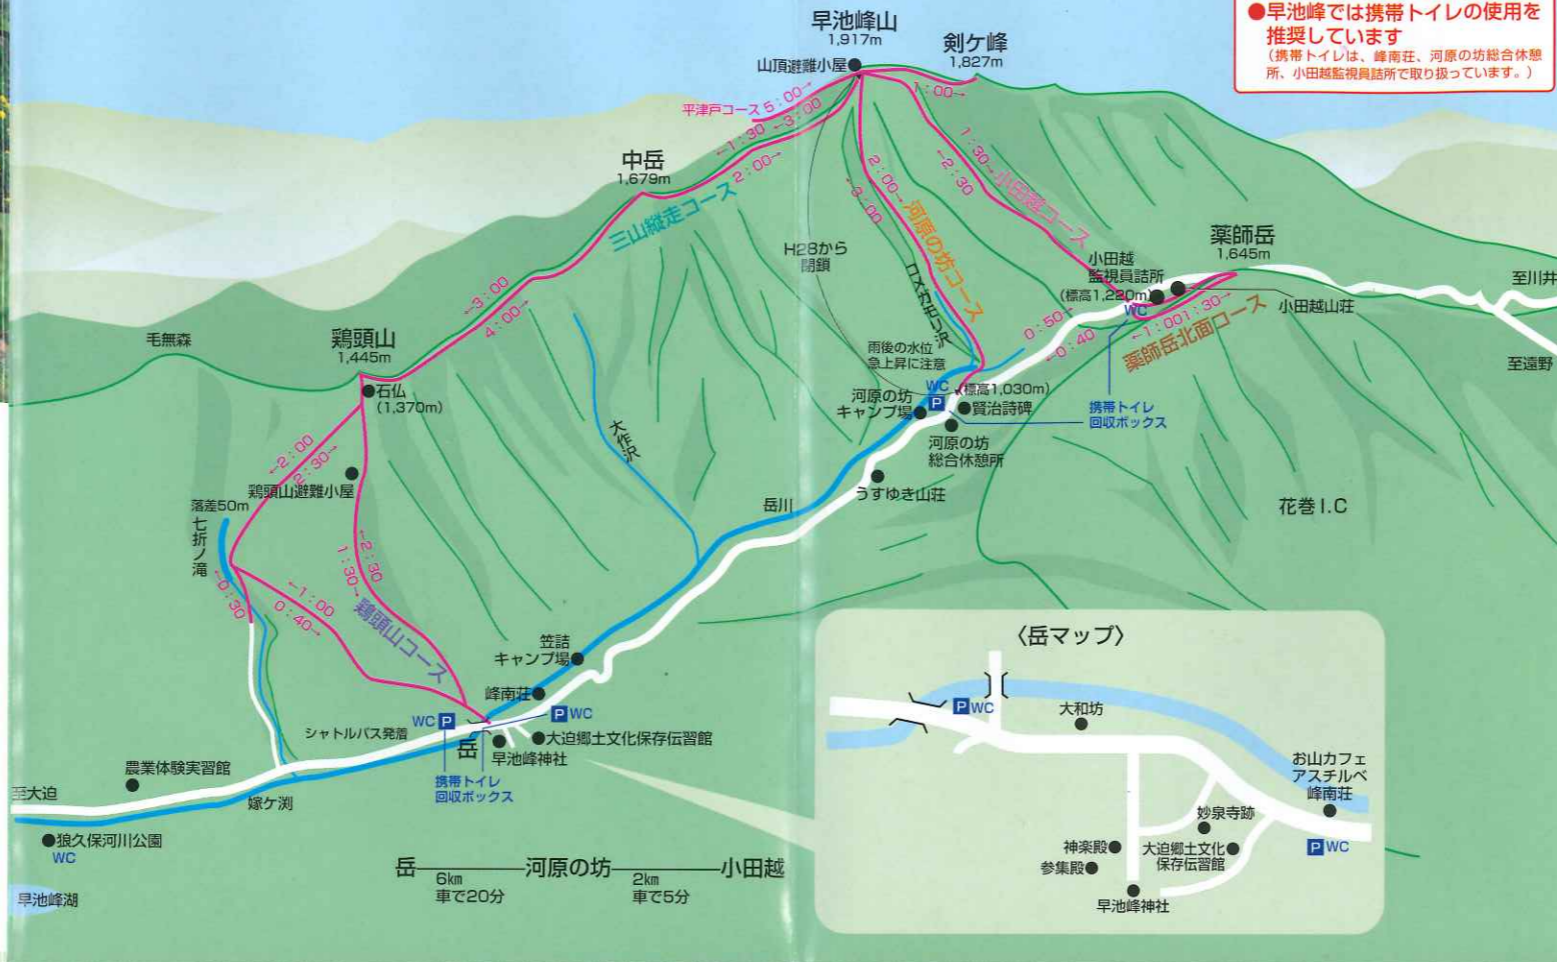 ●早池峰では携帯トイレの使用を
推奨しています
(携帯トイレは、峰南荘、河原の坊総合休憩
所、小田越監視員詰所で取り扱っています。)
早池峰山
1,917m
剣ケ峰
1,827m
山頂避難小屋
平津戸コース 5:00→
←1:30 ←3:00
2:00→
1:00→
中岳
1,679m
三山縦走コース
1:30→
←2:30
小田越コース
2:00→
←3:00
河原の坊コース
コメガモリ沢
H28から
閉鎖
薬師岳
1,645m
小田越
監視員詰所
(標高1,220m)
WC
小田越山荘
至川井
至遠野
←1:00 1:30→
薬師岳北面コース
0:50→
←0:40
←3:00
4:00→
毛無森
鶏頭山
1,445m
石仏
(1,370m)
雨後の水位
急上昇に注意
WC
P
(標高1,030m)
河原の坊
キャンプ場
賢治詩碑
携帯トイレ
回収ボックス
河原の坊
総合休憩所
うすゆき山荘
大作沢
岳川
花巻I.C
←2:00
2:30→
鶏頭山避難小屋
落差50m
七折ノ滝
←0:30
←1:00
0:40→
←2:30
1:30→
鶏頭山コース
笠詰
キャンプ場
峰南荘
WC P
P WC
シャトルバス発着
岳
早池峰神社
大迫郷土文化保存伝習館
携帯トイレ
回収ボックス
農業体験実習館
至大迫
嫁ケ渕
狼久保河川公園
WC
早池峰湖
岳 河原の坊 小田越
6km 2km
車で20分 車で5分
〈岳マップ〉
P WC
大和坊
お山カフェ
アスチルベ
峰南荘
妙泉寺跡
神楽殿
大迫郷土文化
保存伝習館
P WC
参集殿
早池峰神社